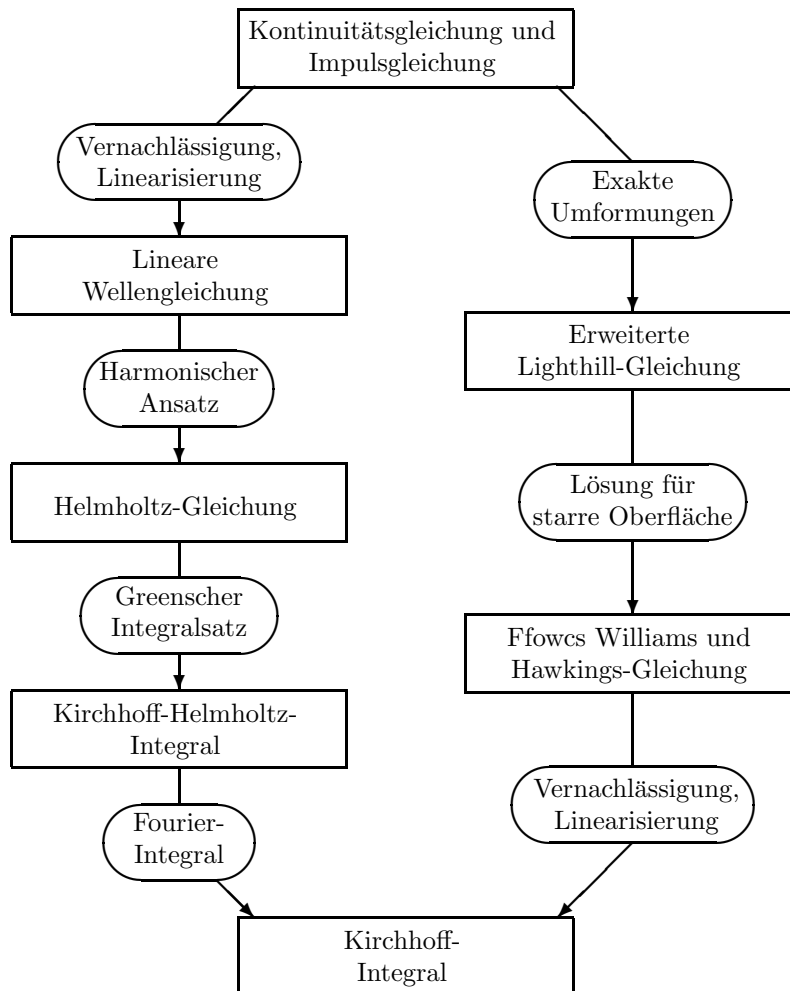 Kontinuitätsgleichung und
Impulsgleichung
Vernachlässigung,
Linearisierung
Lineare
Wellengleichung
Harmonischer
Ansatz
Helmholtz-Gleichung
Greenscher
Integralsatz
Kirchhoff-Helmholtz-
Integral
Fourier-
Integral
Exakte
Umformungen
Erweiterte
Lighthill-Gleichung
Lösung für
starre Oberfläche
Ffowcs Williams und
Hawkings-Gleichung
Vernachlässigung,
Linearisierung
Kirchhoff-
Integral